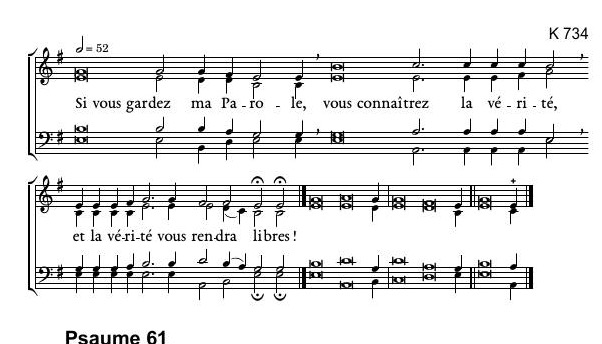 K 734
= 52
Si vous gardez ma Pa - ro - le, vous connaîtrez la vé - ri - té,
et la vé-ri-té vous ren-dra libres !
Psaume 61